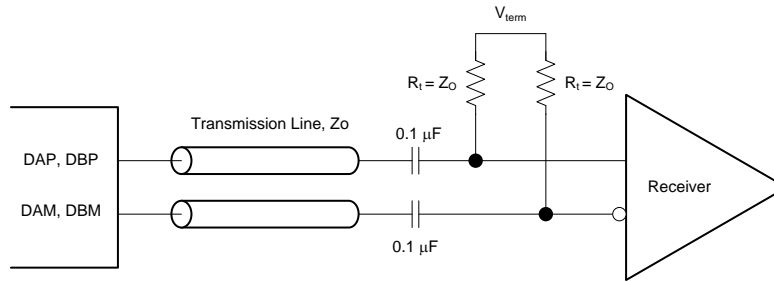 V_term
R_t = Z_O
R_t = Z_O
Transmission Line, Zo
0.1 μF
DAP, DBP
DAM, DBM
Receiver
0.1 μF